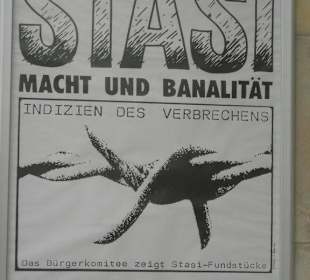 STASI
MACHT UND BANALITÄT
INDIZIEN DES VERBRECHENS
Das Bürgerkomitee zeigt Stasi-Fundstücke